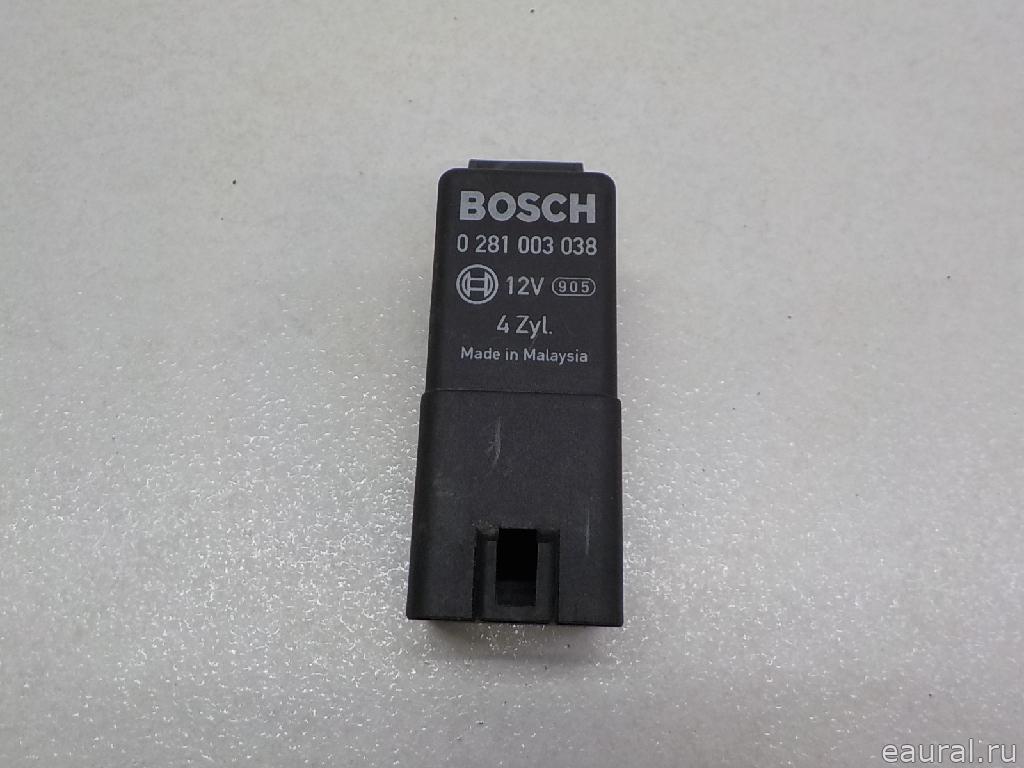 BOSCH
0 281 003 038
12V 905
4 Zyl.
Made in Malaysia
eaural.ru